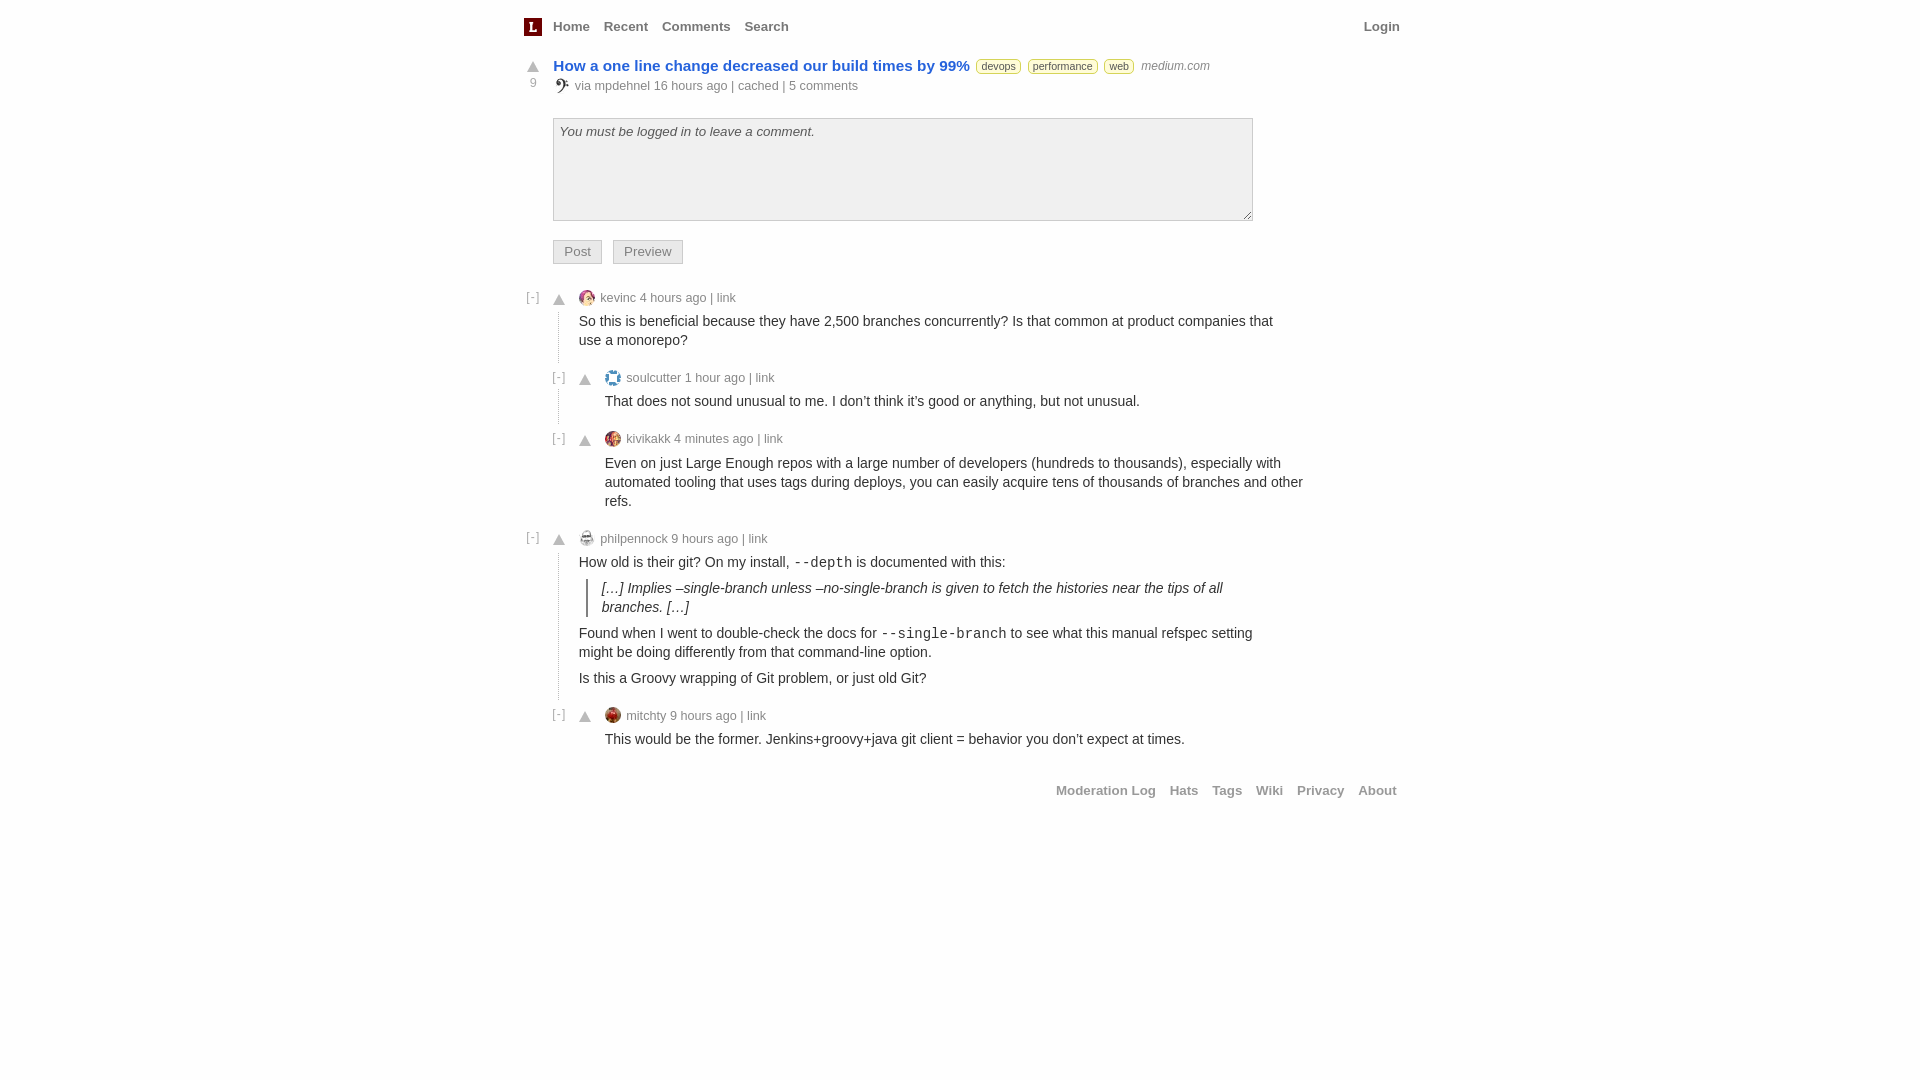 L Home Recent Comments Search Login
How a one line change decreased our build times by 99% devops performance web medium.com
9 via mpdehnel 16 hours ago | cached | 5 comments
You must be logged in to leave a comment.
Post Preview
[-] kevinc 4 hours ago | link
So this is beneficial because they have 2,500 branches concurrently? Is that common at product companies that
use a monorepo?
[-] soulcutter 1 hour ago | link
That does not sound unusual to me. I don’t think it’s good or anything, but not unusual.
[-] kivikakk 4 minutes ago | link
Even on just Large Enough repos with a large number of developers (hundreds to thousands), especially with
automated tooling that uses tags during deploys, you can easily acquire tens of thousands of branches and other
refs.
[-] philpennock 9 hours ago | link
How old is their git? On my install, --depth is documented with this:
[…] Implies –single-branch unless –no-single-branch is given to fetch the histories near the tips of all
branches. […]
Found when I went to double-check the docs for --single-branch to see what this manual refspec setting
might be doing differently from that command-line option.
Is this a Groovy wrapping of Git problem, or just old Git?
[-] mitchty 9 hours ago | link
This would be the former. Jenkins+groovy+java git client = behavior you don’t expect at times.
Moderation Log Hats Tags Wiki Privacy About